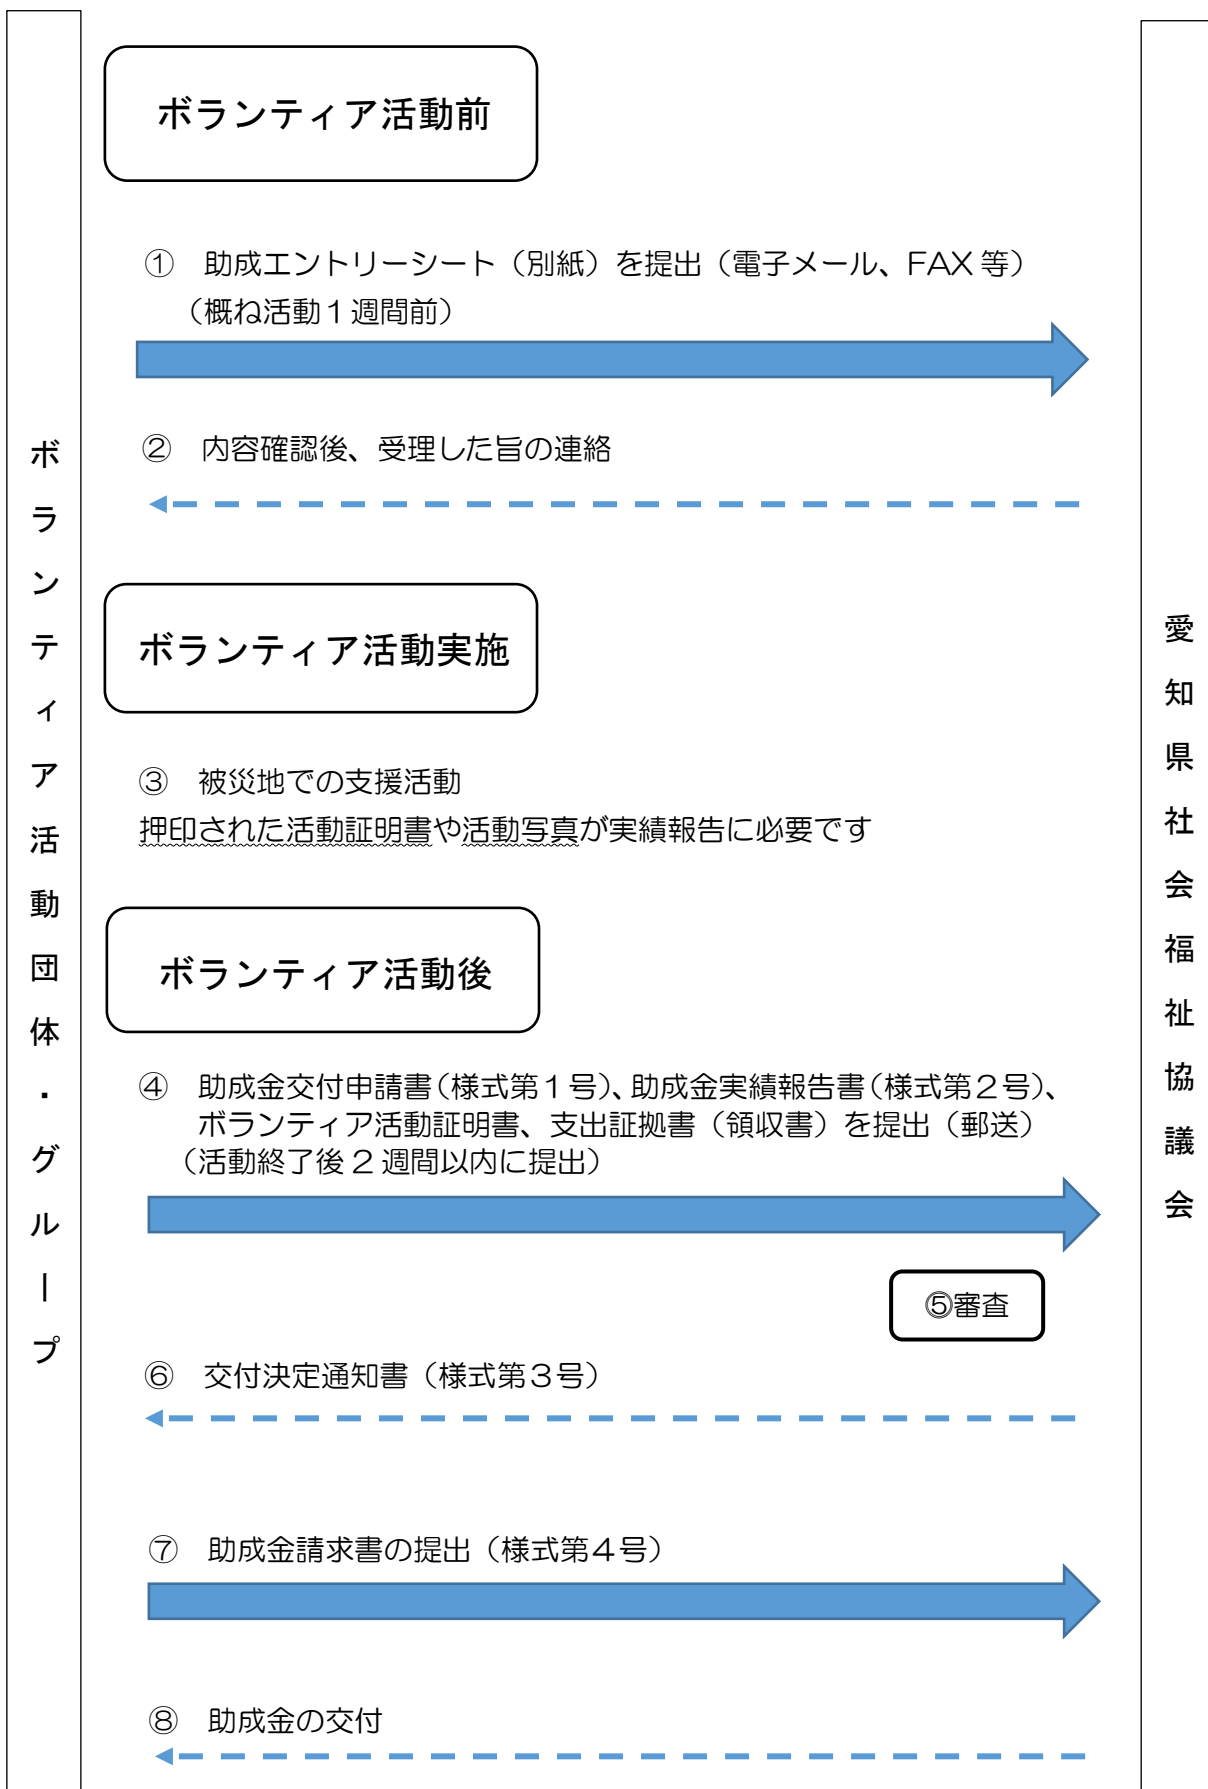 ボランティア活動団体・グループ
ボランティア活動前
① 助成エントリーシート（別紙）を提出（電子メール、FAX 等）
（概ね活動１週間前）
② 内容確認後、受理した旨の連絡
ボランティア活動実施
③ 被災地での支援活動
押印された活動証明書や活動写真が実績報告に必要です
ボランティア活動後
④ 助成金交付申請書（様式第１号）、助成金実績報告書（様式第２号）、
ボランティア活動証明書、支出証拠書（領収書）を提出（郵送）
（活動終了後２週間以内に提出）
⑤審査
⑥ 交付決定通知書（様式第３号）
⑦ 助成金請求書の提出（様式第４号）
⑧ 助成金の交付
愛知県社会福祉協議会